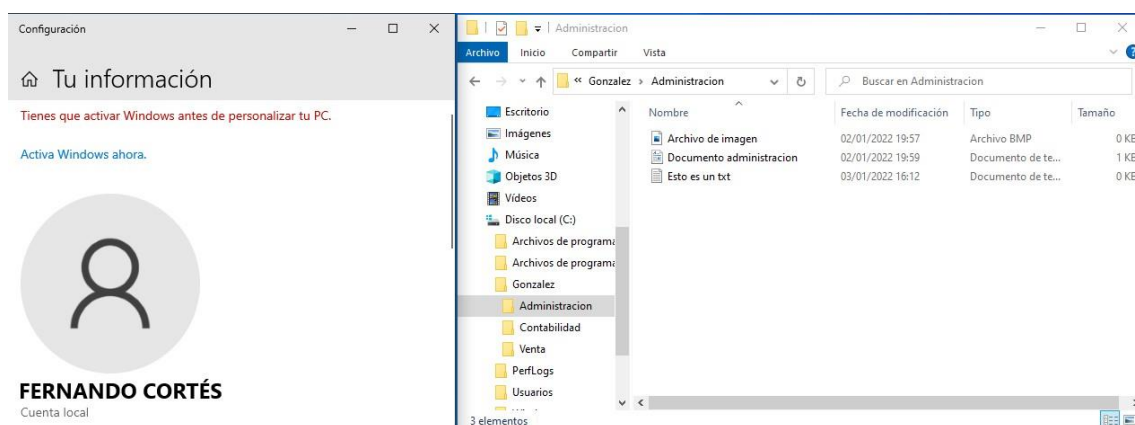 Configuración
Tu información
Tienes que activar Windows antes de personalizar tu PC.
Activa Windows ahora.
FERNANDO CORTÉS
Cuenta local
Administracion
Archivo Inicio Compartir Vista
« Gonzalez › Administracion
Buscar en Administracion
Escritorio
Imágenes
Música
Objetos 3D
Vídeos
Disco local (C:)
Archivos de programa
Archivos de programa
Gonzalez
Administracion
Contabilidad
Venta
PerfLogs
Usuarios
Nombre Fecha de modificación Tipo Tamaño
Archivo de imagen 02/01/2022 19:57 Archivo BMP 0 KB
Documento administracion 02/01/2022 19:59 Documento de te... 1 KB
Esto es un txt 03/01/2022 16:12 Documento de te... 0 KB
3 elementos